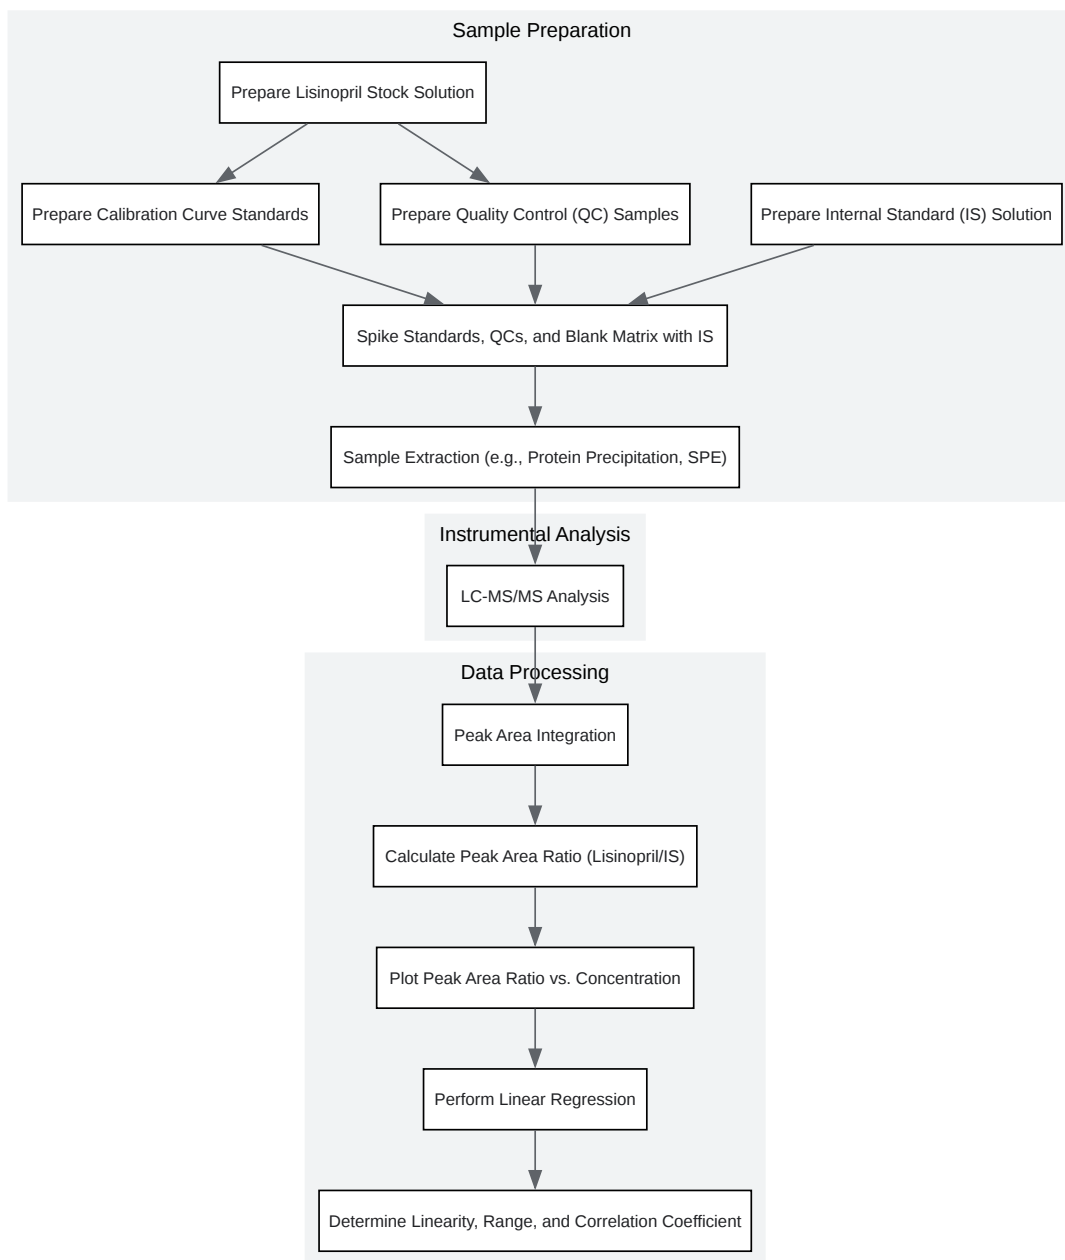 Sample Preparation
Prepare Lisinopril Stock Solution
Prepare Calibration Curve Standards
Prepare Quality Control (QC) Samples
Prepare Internal Standard (IS) Solution
Spike Standards, QCs, and Blank Matrix with IS
Sample Extraction (e.g., Protein Precipitation, SPE)
Instrumental Analysis
LC-MS/MS Analysis
Data Processing
Peak Area Integration
Calculate Peak Area Ratio (Lisinopril/IS)
Plot Peak Area Ratio vs. Concentration
Perform Linear Regression
Determine Linearity, Range, and Correlation Coefficient